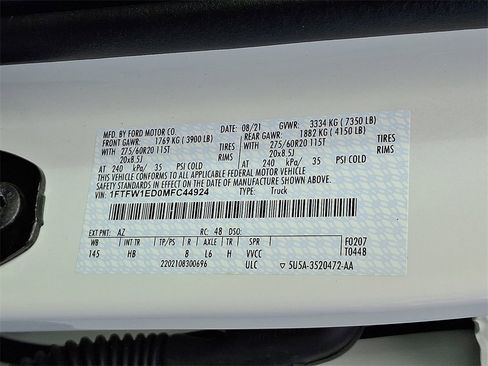 MFD. BY FORD MOTOR CO. DATE: 08/21 GVWR: 3334 KG ( 7350 LB)
FRONT GAWR: 1769 KG ( 3900 LB) REAR GAWR: 1882 KG ( 4150 LB)
WITH 275/60R20 115T TIRES WITH 275/60R20 115T TIRES
20x8.5J RIMS 20x8.5J RIMS
AT 240 kPa/ 35 PSI COLD AT 240 kPa/ 35 PSI COLD
THIS VEHICLE CONFORMS TO ALL APPLICABLE FEDERAL MOTOR VEHICLE
SAFETY STANDARDS IN EFFECT ON THE DATE OF MANUFACTURE SHOWN ABOVE.
VIN: 1FTFW1ED0MFC44924 TYPE: Truck
EXT PNT: AZ RC: 48 DSO: F0207
WB INT TR TP/PS R AXLE TR SPR T0448
145 HB 8 L6 H VVCC
2202108300696 ULC 5U5A-3520472-AA